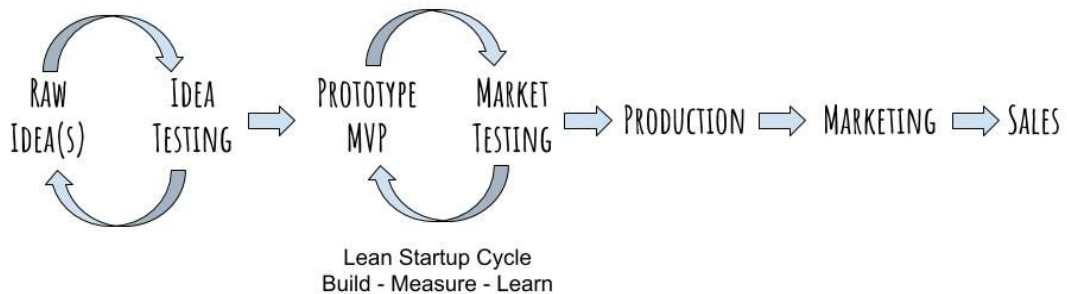 RAW
IDEA(S)
IDEA
TESTING
PROTOTYPE
MVP
MARKET
TESTING
PRODUCTION
MARKETING
SALES
Lean Startup Cycle
Build - Measure - Learn